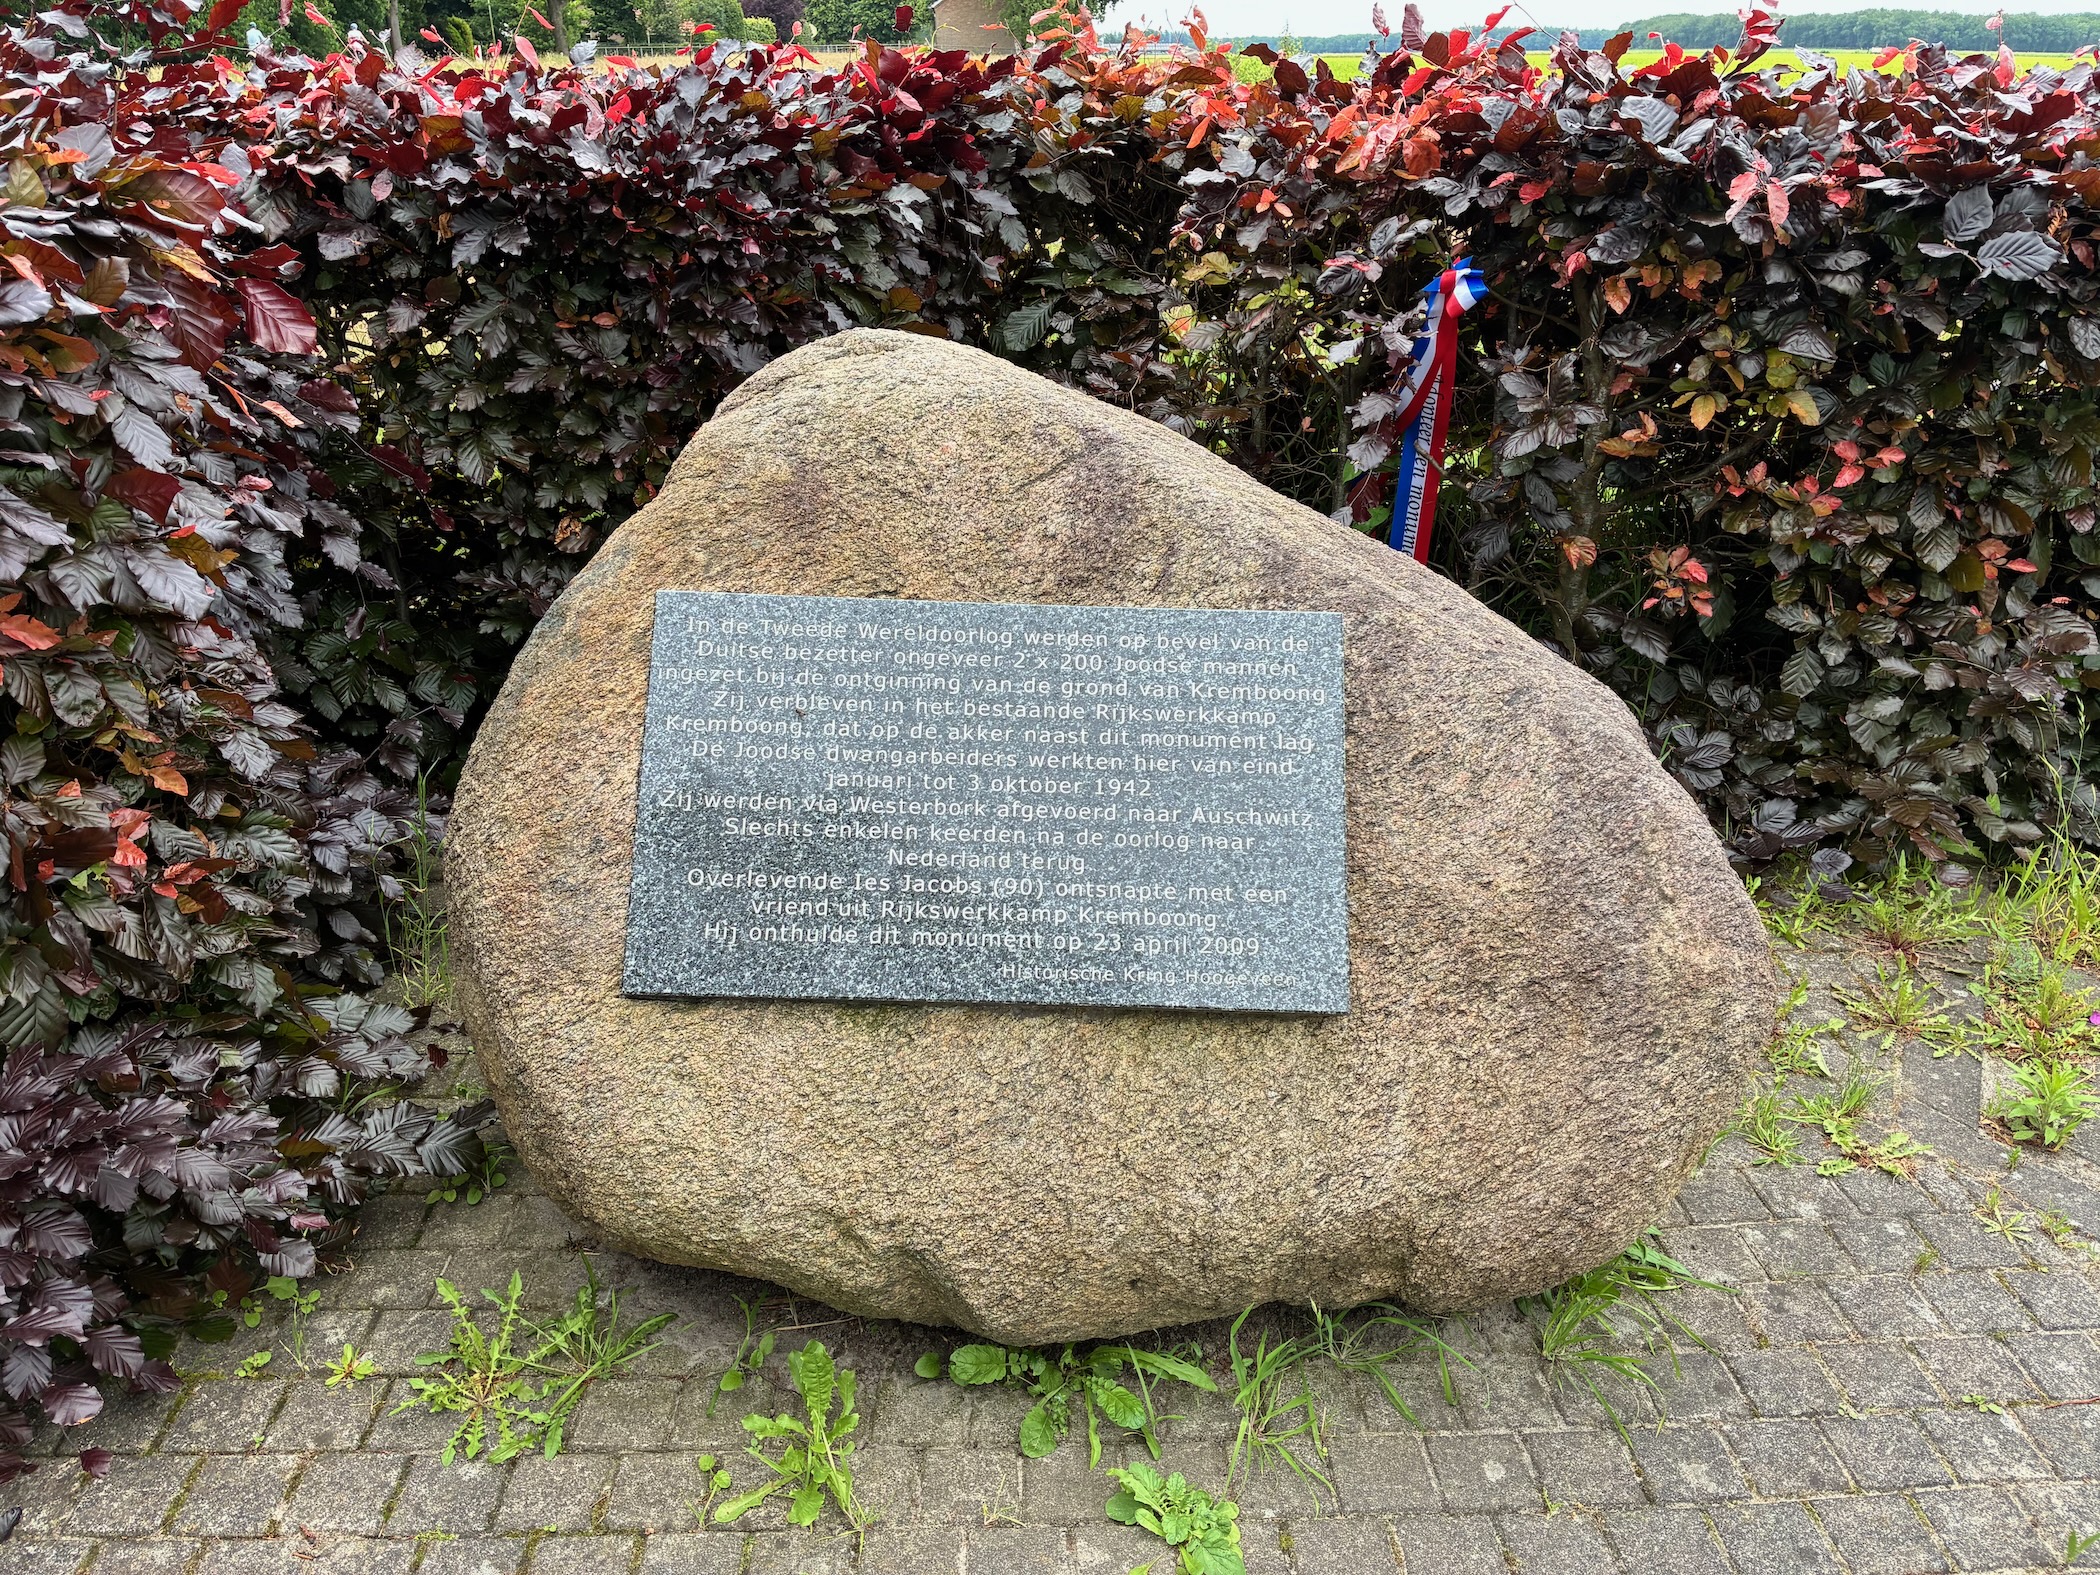 In de Tweede Wereldoorlog werden op bevel van de
Duitse bezetter ongeveer 2 x 200 Joodse mannen
ingezet bij de ontginning van de grond van Kremboong
Zij verbleven in het bestaande Rijkswerkkamp
Kremboong, dat op de akker naast dit monument lag.
De Joodse dwangarbeiders werkten hier van eind
januari tot 3 oktober 1942.
Zij werden via Westerbork afgevoerd naar Auschwitz
Slechts enkelen keerden na de oorlog naar
Nederland terug.
Overlevende Ies Jacobs (90) ontsnapte met een
vriend uit Rijkswerkkamp Kremboong.
Hij onthulde dit monument op 23 april 2009
Historische Kring Hoogeveen
een